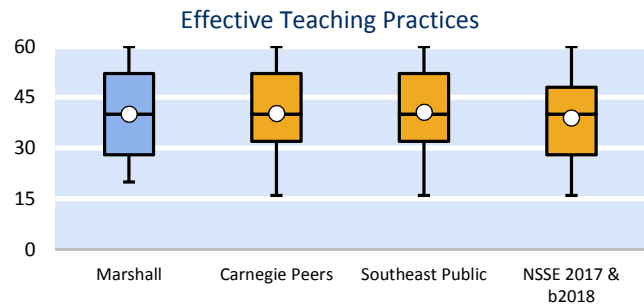 Effective Teaching Practices
60
45
30
15
0
Marshall
Carnegie Peers
Southeast Public
NSSE 2017 &
b2018